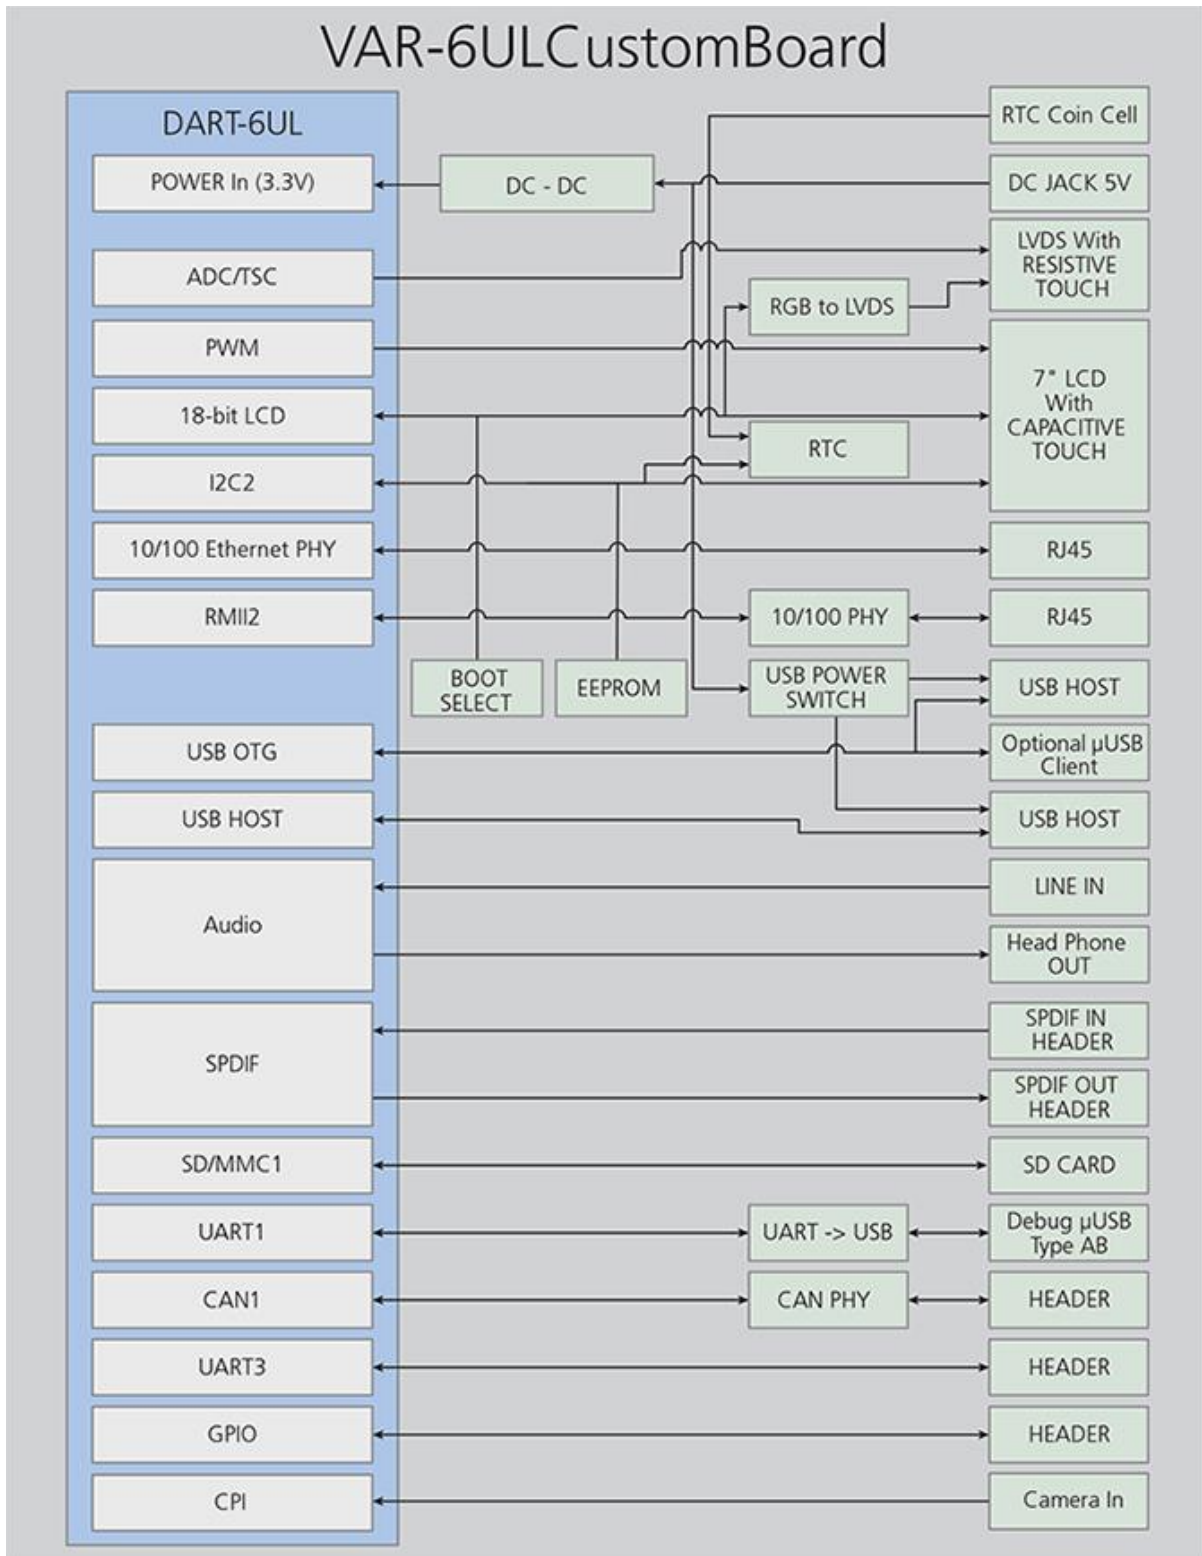 VAR-6ULCustomBoard
DART-6UL
RTC Coin Cell
POWER In (3.3V)
DC - DC
DC JACK 5V
ADC/TSC
LVDS With
RESISTIVE
TOUCH
RGB to LVDS
PWM
7" LCD
With
CAPACITIVE
TOUCH
18-bit LCD
RTC
I2C2
10/100 Ethernet PHY
RJ45
RMII2
10/100 PHY
RJ45
BOOT
SELECT
EEPROM
USB POWER
SWITCH
USB HOST
USB OTG
Optional µUSB
Client
USB HOST
USB HOST
Audio
LINE IN
Head Phone
OUT
SPDIF
SPDIF IN
HEADER
SPDIF OUT
HEADER
SD/MMC1
SD CARD
UART1
UART -> USB
Debug µUSB
Type AB
CAN1
CAN PHY
HEADER
UART3
HEADER
GPIO
HEADER
CPI
Camera In